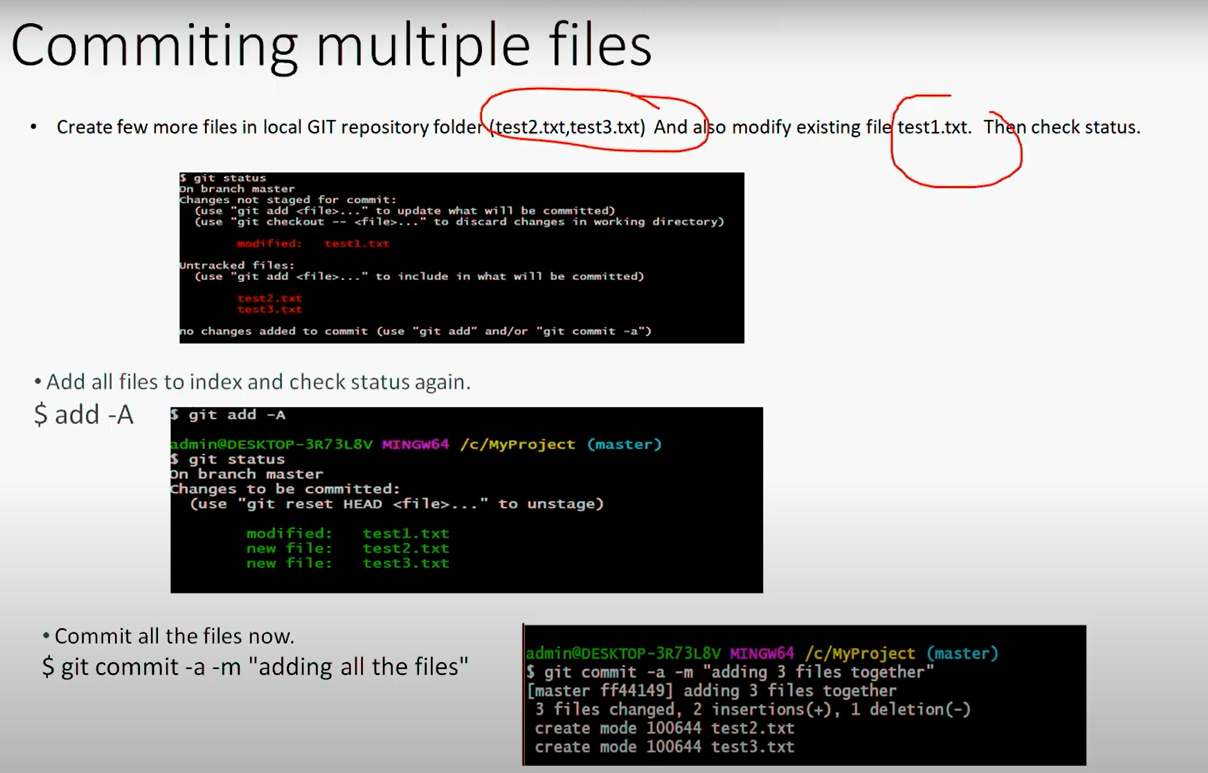 Commiting multiple files
• Create few more files in local GIT repository folder (test2.txt,test3.txt) And also modify existing file test1.txt. Then check status.
$ git status
On branch master
Changes not staged for commit:
(use "git add <file>..." to update what will be committed)
(use "git checkout -- <file>..." to discard changes in working directory)
modified: test1.txt
Untracked files:
(use "git add <file>..." to include in what will be committed)
test2.txt
test3.txt
no changes added to commit (use "git add" and/or "git commit -a")
• Add all files to index and check status again.
$ add -A
$ git add -A
admin@DESKTOP-3R73L8V MINGW64 /c/MyProject (master)
$ git status
On branch master
Changes to be committed:
(use "git reset HEAD <file>..." to unstage)
modified: test1.txt
new file: test2.txt
new file: test3.txt
• Commit all the files now.
$ git commit -a -m "adding all the files"
admin@DESKTOP-3R73L8V MINGW64 /c/MyProject (master)
$ git commit -a -m "adding 3 files together"
[master ff44149] adding 3 files together
3 files changed, 2 insertions(+), 1 deletion(-)
create mode 100644 test2.txt
create mode 100644 test3.txt